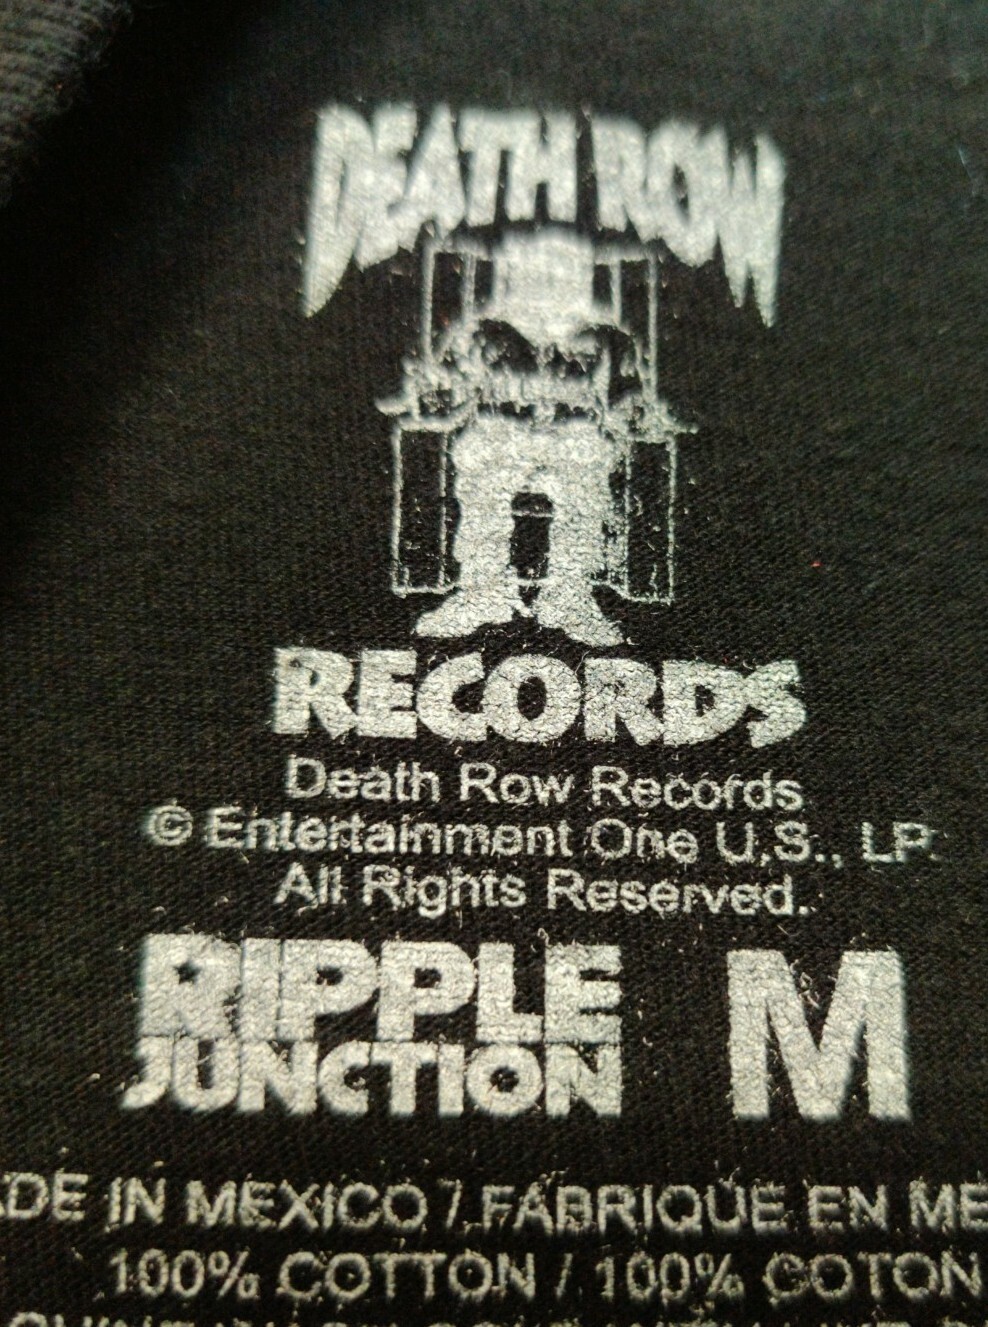 DEATH ROW
RECORDS
Death Row Records
© Entertainment One U.S., LP.
All Rights Reserved.
RIPPLE
JUNCTION
M
ADE IN MEXICO / FABRIQUE EN ME
100% COTTON / 100% COTON